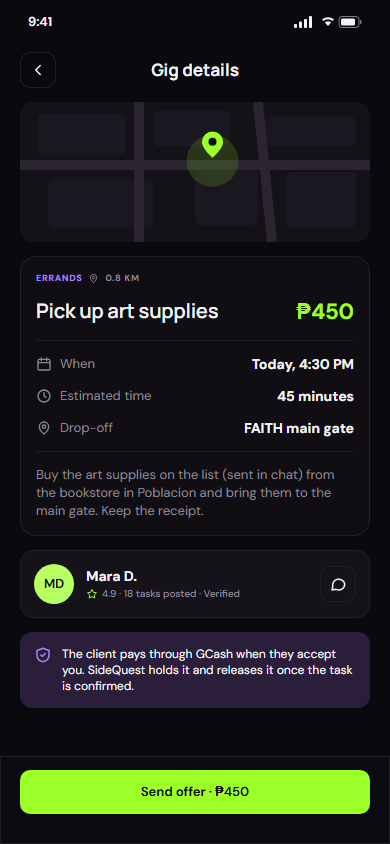 9:41
Gig details
ERRANDS 0.8 KM
Pick up art supplies ₱450
When Today, 4:30 PM
Estimated time 45 minutes
Drop-off FAITH main gate
Buy the art supplies on the list (sent in chat) from
the bookstore in Poblacion and bring them to the
main gate. Keep the receipt.
MD
Mara D.
4.9 · 18 tasks posted · Verified
The client pays through GCash when they accept
you. SideQuest holds it and releases it once the task
is confirmed.
Send offer · ₱450